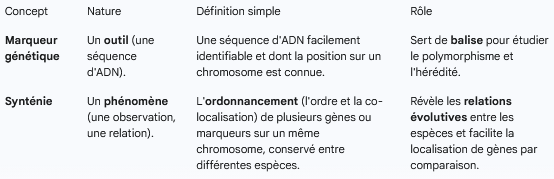 Concept Nature Définition simple Rôle
Marqueur génétique
Un outil (une séquence d'ADN).
Une séquence d'ADN facilement identifiable et dont la position sur un chromosome est connue.
Sert de balise pour étudier le polymorphisme et l'hérédité.
Synténie
Un phénomène (une observation, une relation).
L'ordonnancement (l'ordre et la co-localisation) de plusieurs gènes ou marqueurs sur un même chromosome, conservé entre différentes espèces.
Révèle les relations évolutives entre les espèces et facilite la localisation de gènes par comparaison.